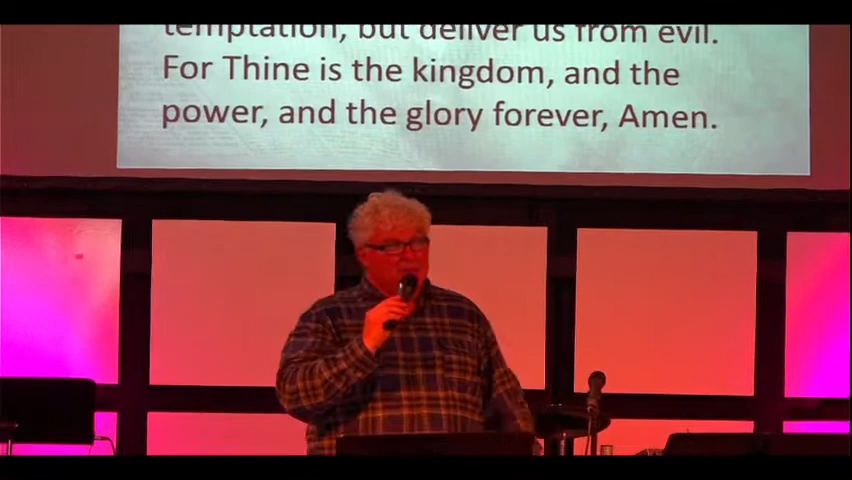 temptation, but deliver us from evil.
For Thine is the kingdom, and the
power, and the glory forever, Amen.